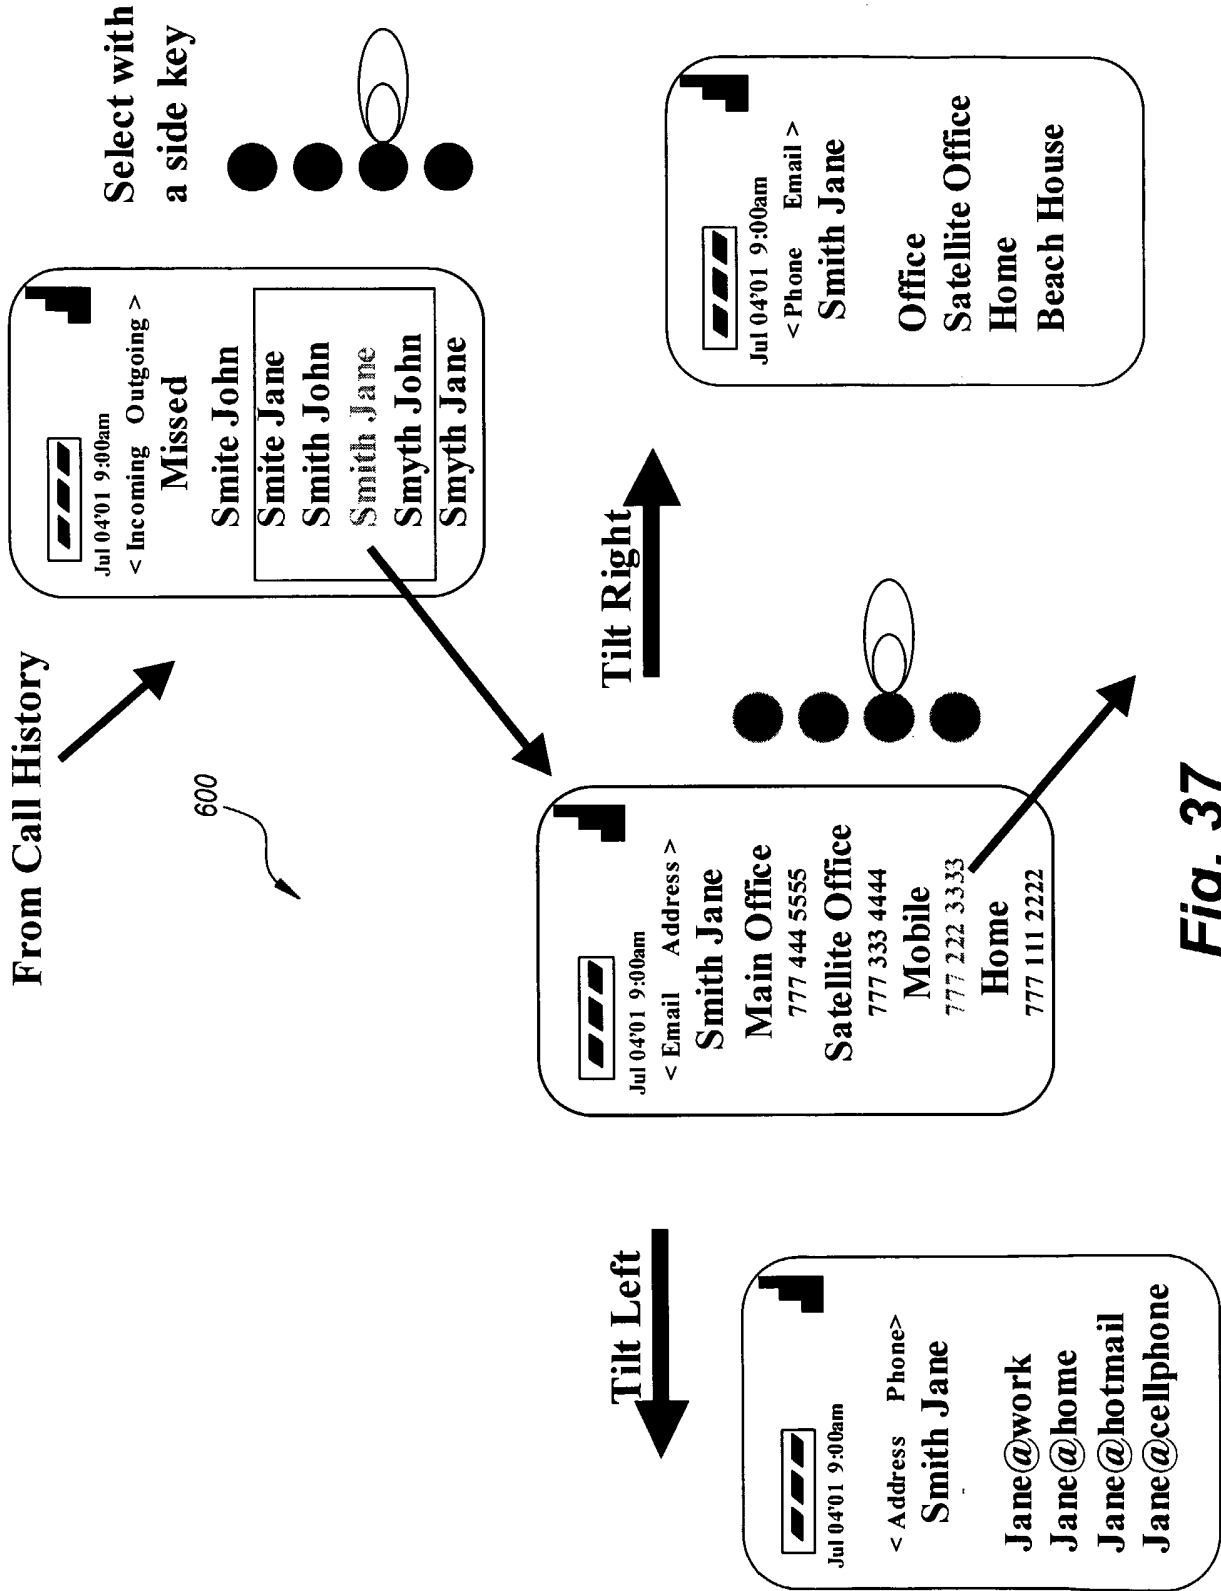 From Call History
600
Jul 04'01 9:00am
< Incoming Outgoing >
Missed
Smite John
Smite Jane
Smith John
Smith Jane
Smyth John
Smyth Jane
Select with
a side key
Tilt Left
Tilt Right
Jul 04'01 9:00am
< Address Phone>
Smith Jane
Jane@work
Jane@home
Jane@hotmail
Jane@cellphone
Jul 04'01 9:00am
< Email Address >
Smith Jane
Main Office
777 444 5555
Satellite Office
777 333 4444
Mobile
777 222 3333
Home
777 111 2222
Jul 04'01 9:00am
<Phone Email >
Smith Jane
Office
Satellite Office
Home
Beach House
Fig. 37